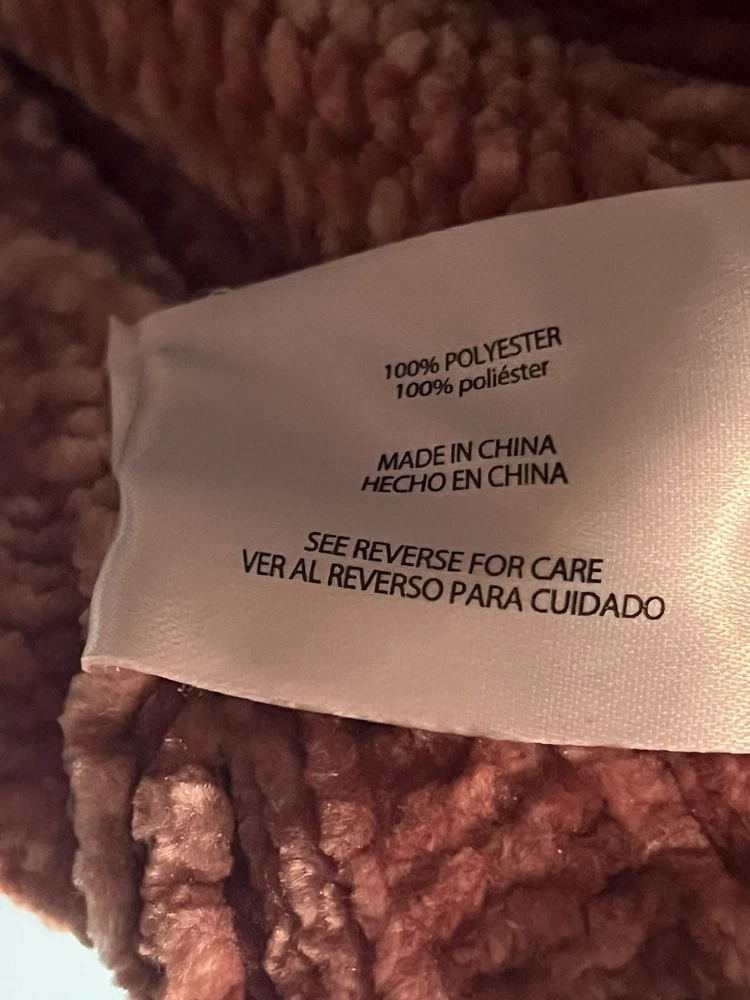 100% POLYESTER
100% poliéster
MADE IN CHINA
HECHO EN CHINA
SEE REVERSE FOR CARE
VER AL REVERSO PARA CUIDADO